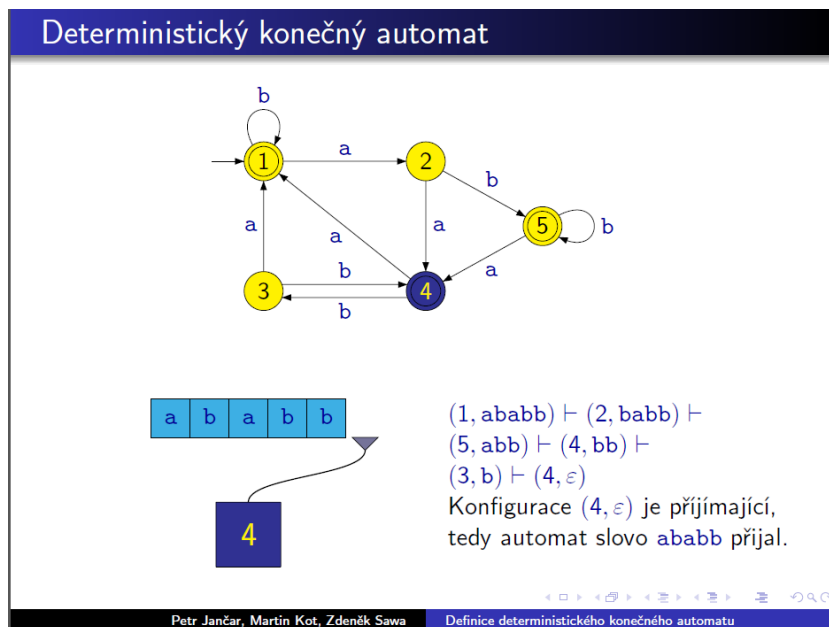 Deterministický konečný automat
b
1
a
2
b
a
a
a
5
b
b
a
3
b
4
a b a b b
4
(1, ababb) ⊢ (2, babb) ⊢
(5, abb) ⊢ (4, bb) ⊢
(3, b) ⊢ (4, ε)
Konfigurace (4, ε) je příjímající,
tedy automat slovo ababb přijal.
Petr Jančar, Martin Kot, Zdeněk Sawa
Definice deterministického konečného automatu